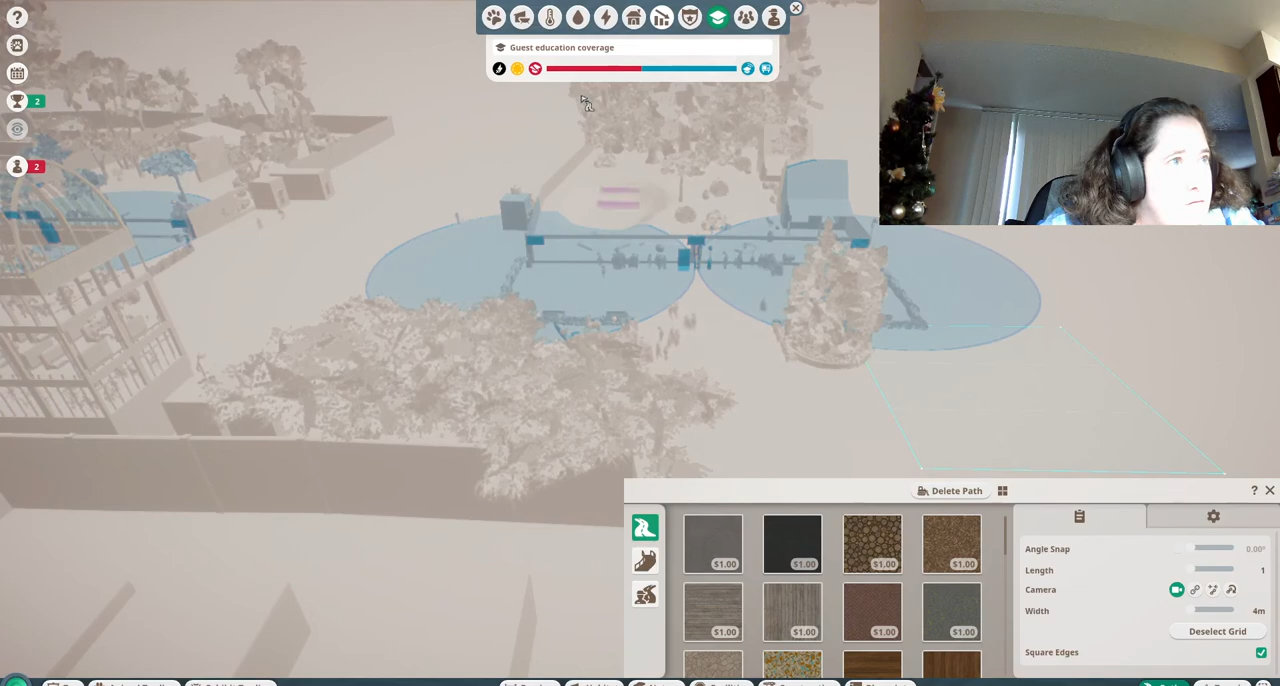 ?
Guest education coverage
2
2
Delete Path
? X
$1.00 $1.00 $1.00 $1.00
$1.00 $1.00 $1.00 $1.00
Angle Snap 0.00°
Length 1
Camera
Width 4m
Deselect Grid
Square Edges